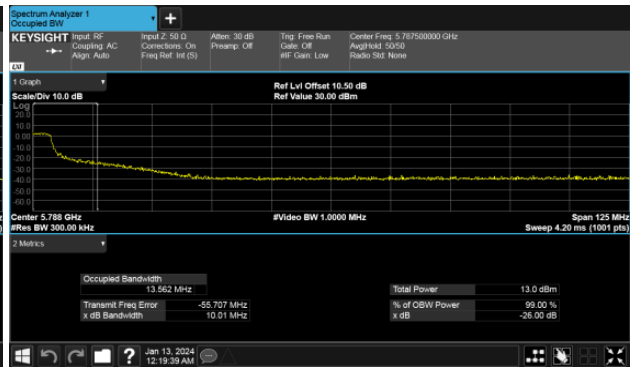 Spectrum Analyzer 1
Occupied BW
KEYSIGHT
Input: RF
Coupling: AC
Align: Auto
Input Z: 50 Ω
Corrections: On
Freq Ref: Int (S)
Atten: 30 dB
Preamp: Off
Trig: Free Run
Gate: Off
#IF Gain: Low
Center Freq: 5.787500000 GHz
Avg|Hold: 50/50
Radio Std: None
LXI
1 Graph
Scale/Div 10.0 dB
Ref Lvl Offset 10.50 dB
Ref Value 30.00 dBm
Log
20.0
10.0
0.00
-10.0
-20.0
-30.0
-40.0
-50.0
-60.0
Center 5.788 GHz
#Res BW 300.00 kHz
#Video BW 1.0000 MHz
Span 125 MHz
Sweep 4.20 ms (1001 pts)
2 Metrics
Occupied Bandwidth
13.562 MHz
Transmit Freq Error -55.707 MHz
x dB Bandwidth 10.01 MHz
Total Power 13.0 dBm
% of OBW Power 99.00 %
x dB -26.00 dB
Jan 13, 2024
12:19:39 AM